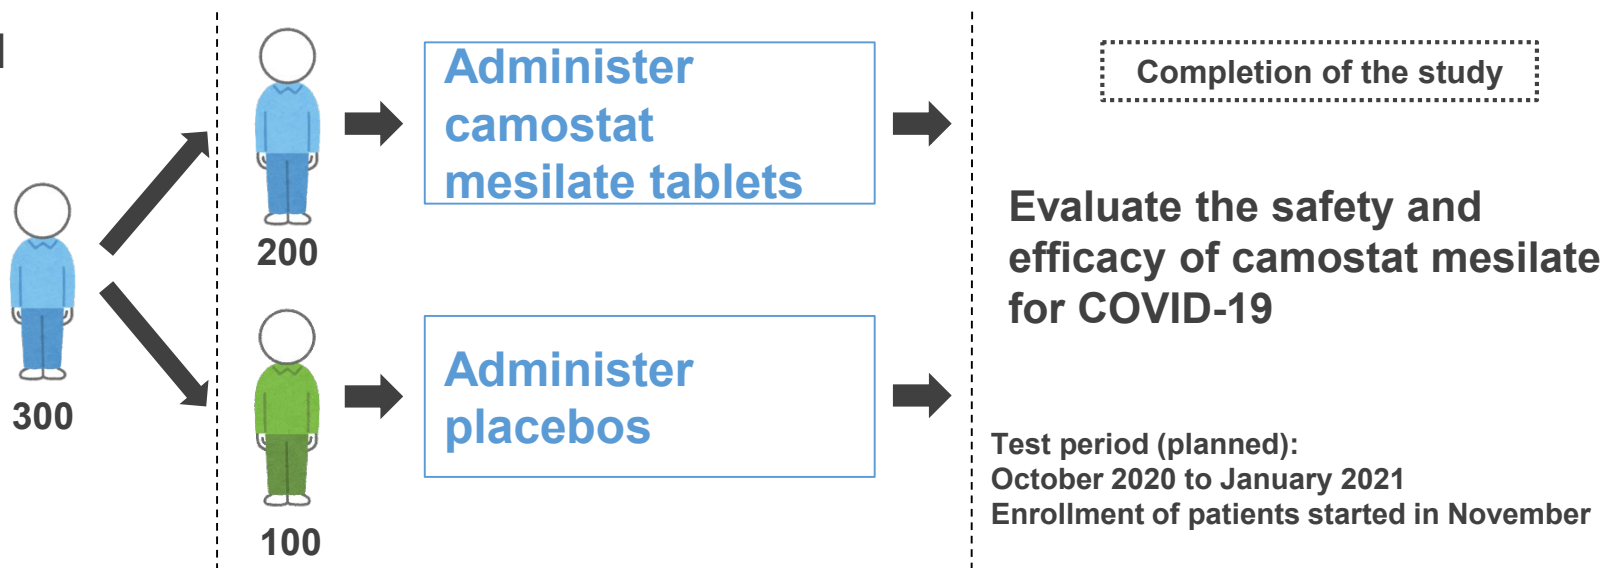 300
200
100
Administer
camostat
mesilate tablets
Administer
placebos
Completion of the study
Evaluate the safety and
efficacy of camostat mesilate
for COVID-19
Test period (planned):
October 2020 to January 2021
Enrollment of patients started in November